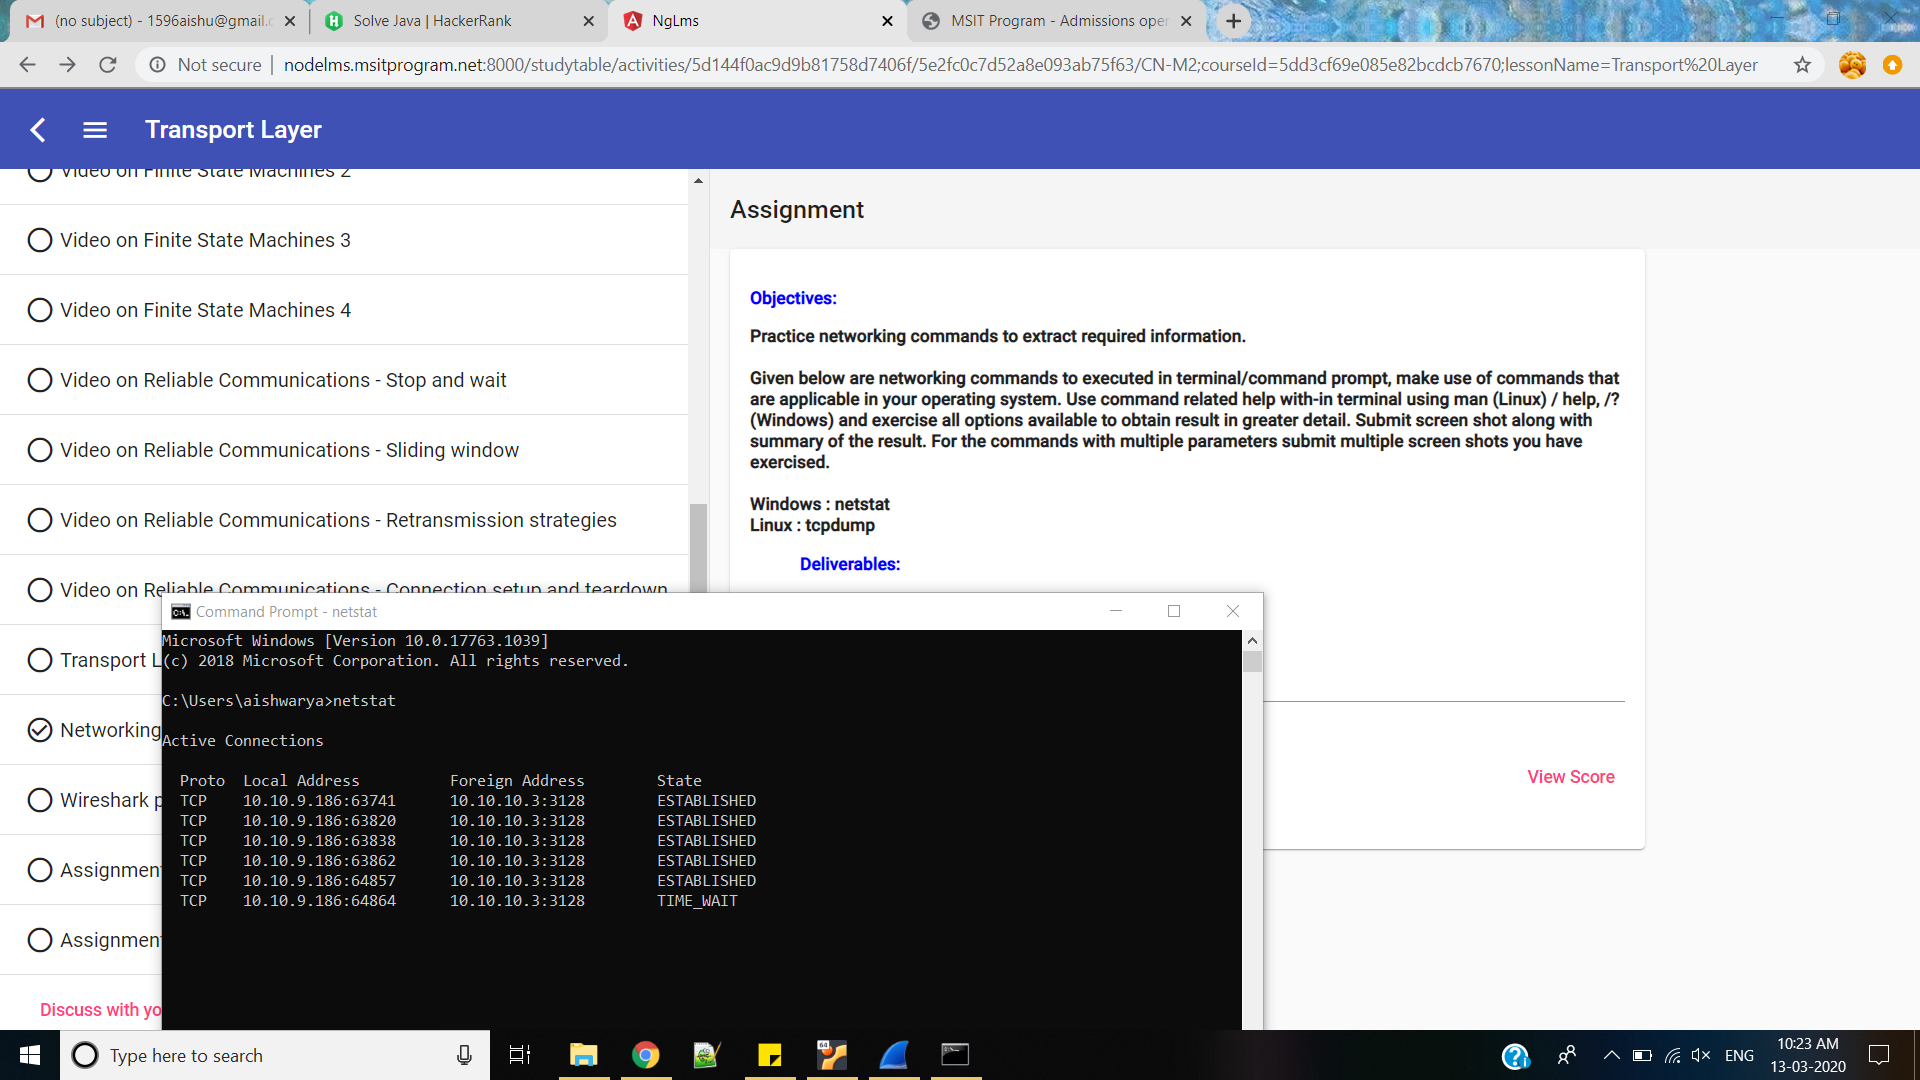 (no subject) - 1596aishu@gmail.c
Solve Java | HackerRank
NgLms
MSIT Program - Admissions ope
Not secure | nodelms.msitprogram.net:8000/studytable/activities/5d144f0ac9d9b81758d7406f/5e2fc0c7d52a8e093ab75f63/CN-M2;courseId=5dd3cf69e085e82bcdcb7670;lessonName=Transport%20Layer
Transport Layer
Video on Finite State Machines 2
Video on Finite State Machines 3
Video on Finite State Machines 4
Video on Reliable Communications - Stop and wait
Video on Reliable Communications - Sliding window
Video on Reliable Communications - Retransmission strategies
Video on Reliable Communications - Connection setup and teardown
Transport L
Networking
Wireshark p
Assignmen
Assignmen
Discuss with yo
Assignment
Objectives:
Practice networking commands to extract required information.
Given below are networking commands to executed in terminal/command prompt, make use of commands that
are applicable in your operating system. Use command related help with-in terminal using man (Linux) / help, /?
(Windows) and exercise all options available to obtain result in greater detail. Submit screen shot along with
summary of the result. For the commands with multiple parameters submit multiple screen shots you have
exercised.
Windows : netstat
Linux : tcpdump
Deliverables:
View Score
Command Prompt - netstat
Microsoft Windows [Version 10.0.17763.1039]
(c) 2018 Microsoft Corporation. All rights reserved.
C:\Users\aishwarya>netstat
Active Connections
Proto  Local Address          Foreign Address        State
TCP    10.10.9.186:63741      10.10.10.3:3128        ESTABLISHED
TCP    10.10.9.186:63820      10.10.10.3:3128        ESTABLISHED
TCP    10.10.9.186:63838      10.10.10.3:3128        ESTABLISHED
TCP    10.10.9.186:63862      10.10.10.3:3128        ESTABLISHED
TCP    10.10.9.186:64857      10.10.10.3:3128        ESTABLISHED
TCP    10.10.9.186:64864      10.10.10.3:3128        TIME_WAIT
Type here to search
64
ENG
10:23 AM
13-03-2020